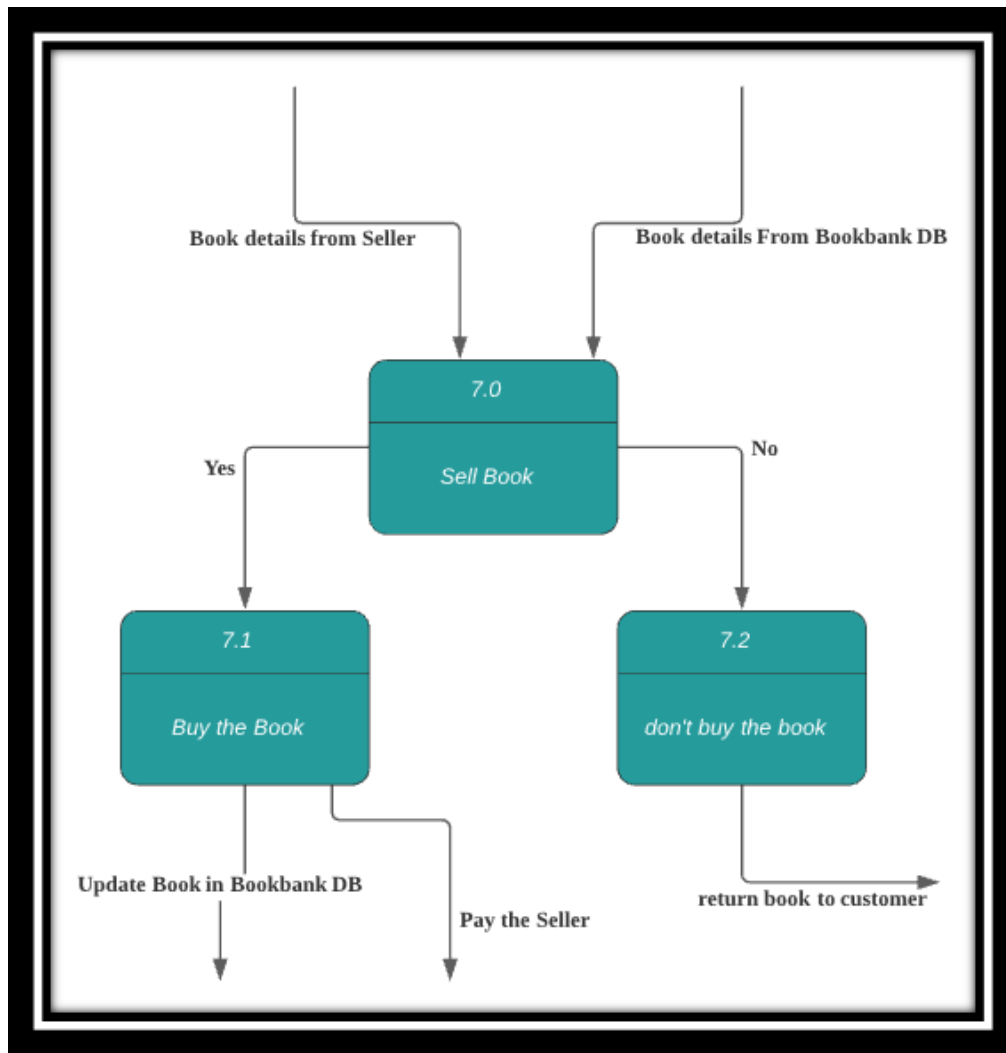 Book details from Seller
Book details From Bookbank DB
7.0
Sell Book
Yes
No
7.1
Buy the Book
7.2
don't buy the book
Update Book in Bookbank DB
Pay the Seller
return book to customer